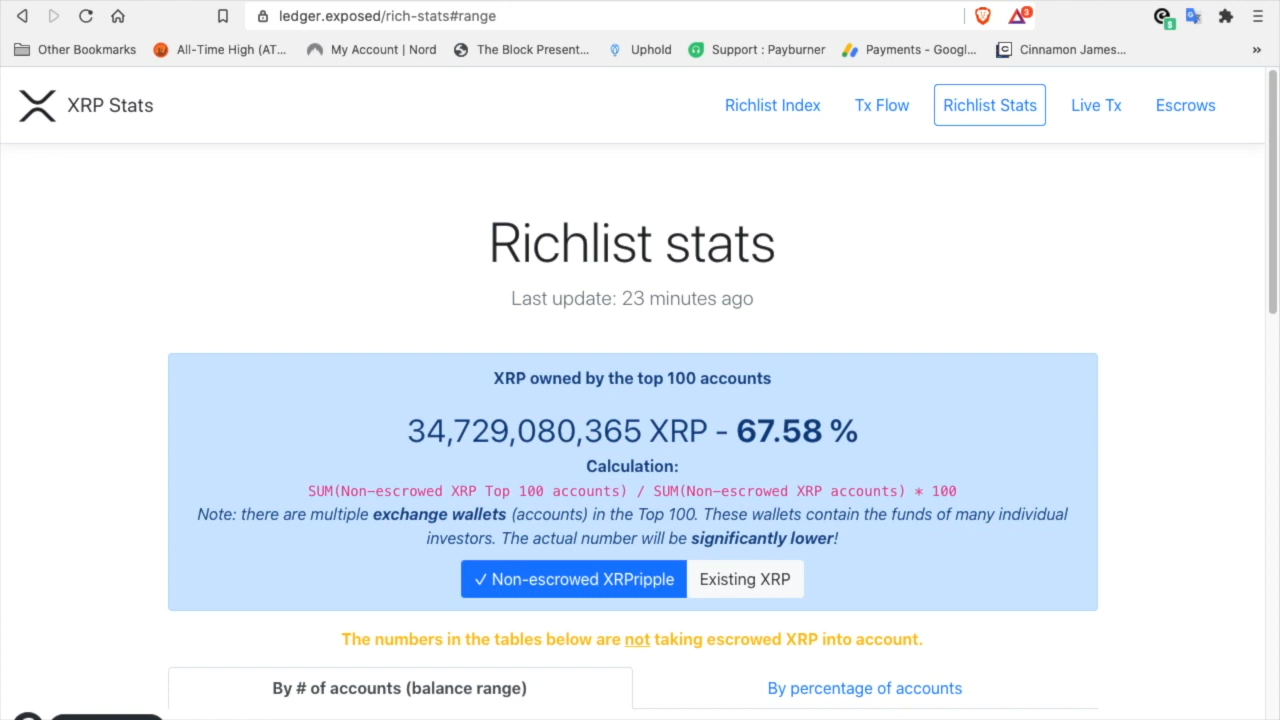 ledger.exposed/rich-stats#range
3
$
Other Bookmarks
All-Time High (AT...
My Account | Nord
The Block Present...
Uphold
Support : Payburner
Payments - Googl...
Cinnamon James...
»
XRP Stats
Richlist Index
Tx Flow
Richlist Stats
Live Tx
Escrows
Richlist stats
Last update: 23 minutes ago
XRP owned by the top 100 accounts
34,729,080,365 XRP - 67.58 %
Calculation:
SUM(Non-escrowed XRP Top 100 accounts) / SUM(Non-escrowed XRP accounts) * 100
Note: there are multiple exchange wallets (accounts) in the Top 100. These wallets contain the funds of many individual
investors. The actual number will be significantly lower!
✓ Non-escrowed XRPripple
Existing XRP
The numbers in the tables below are not taking escrowed XRP into account.
By # of accounts (balance range)
By percentage of accounts